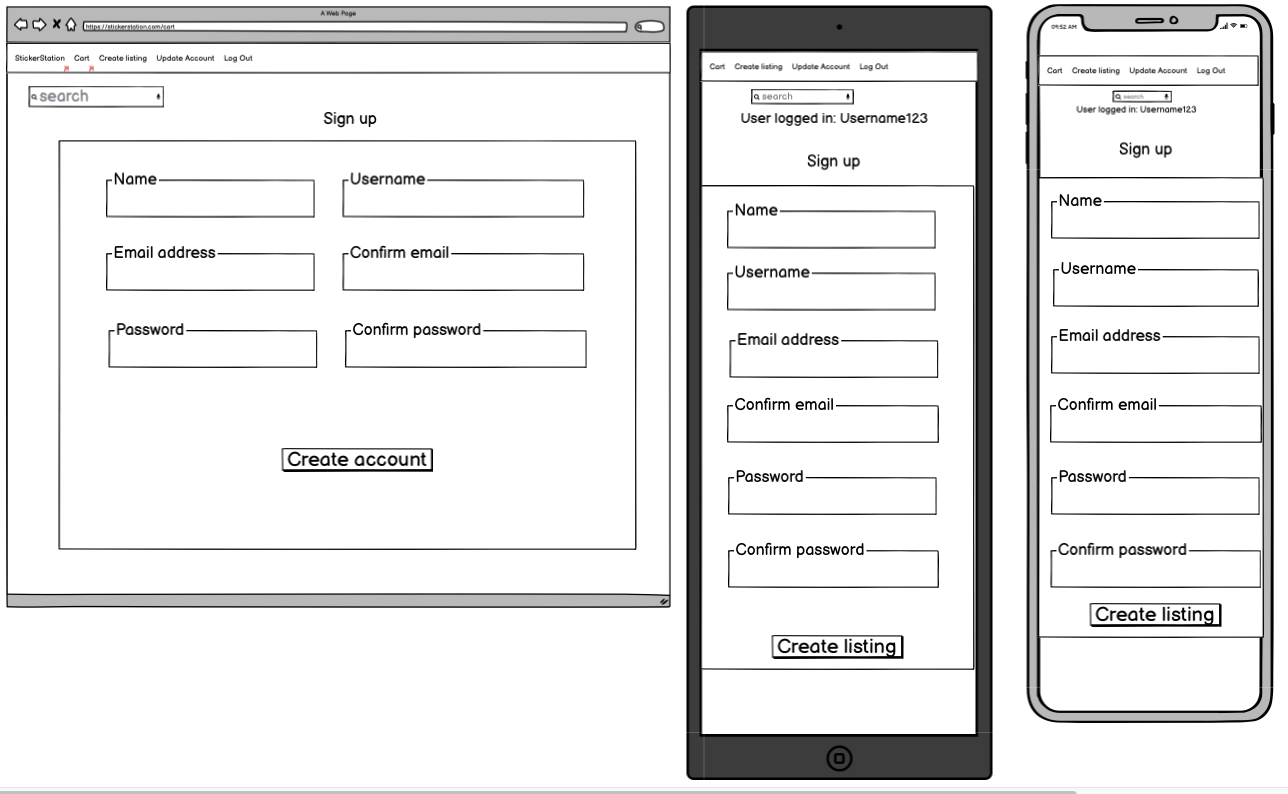 A Web Page
https://stickerstation.com/cart
StickerStation Cart Create listing Update Account Log Out
search
Sign up
Name Username
Email address Confirm email
Password Confirm password
Create account
Cart Create listing Update Account Log Out
search
User logged in: Username123
Sign up
Name
Username
Email address
Confirm email
Password
Confirm password
Create listing
09:52 AM
Cart Create listing Update Account Log Out
search
User logged in: Username123
Sign up
Name
Username
Email address
Confirm email
Password
Confirm password
Create listing